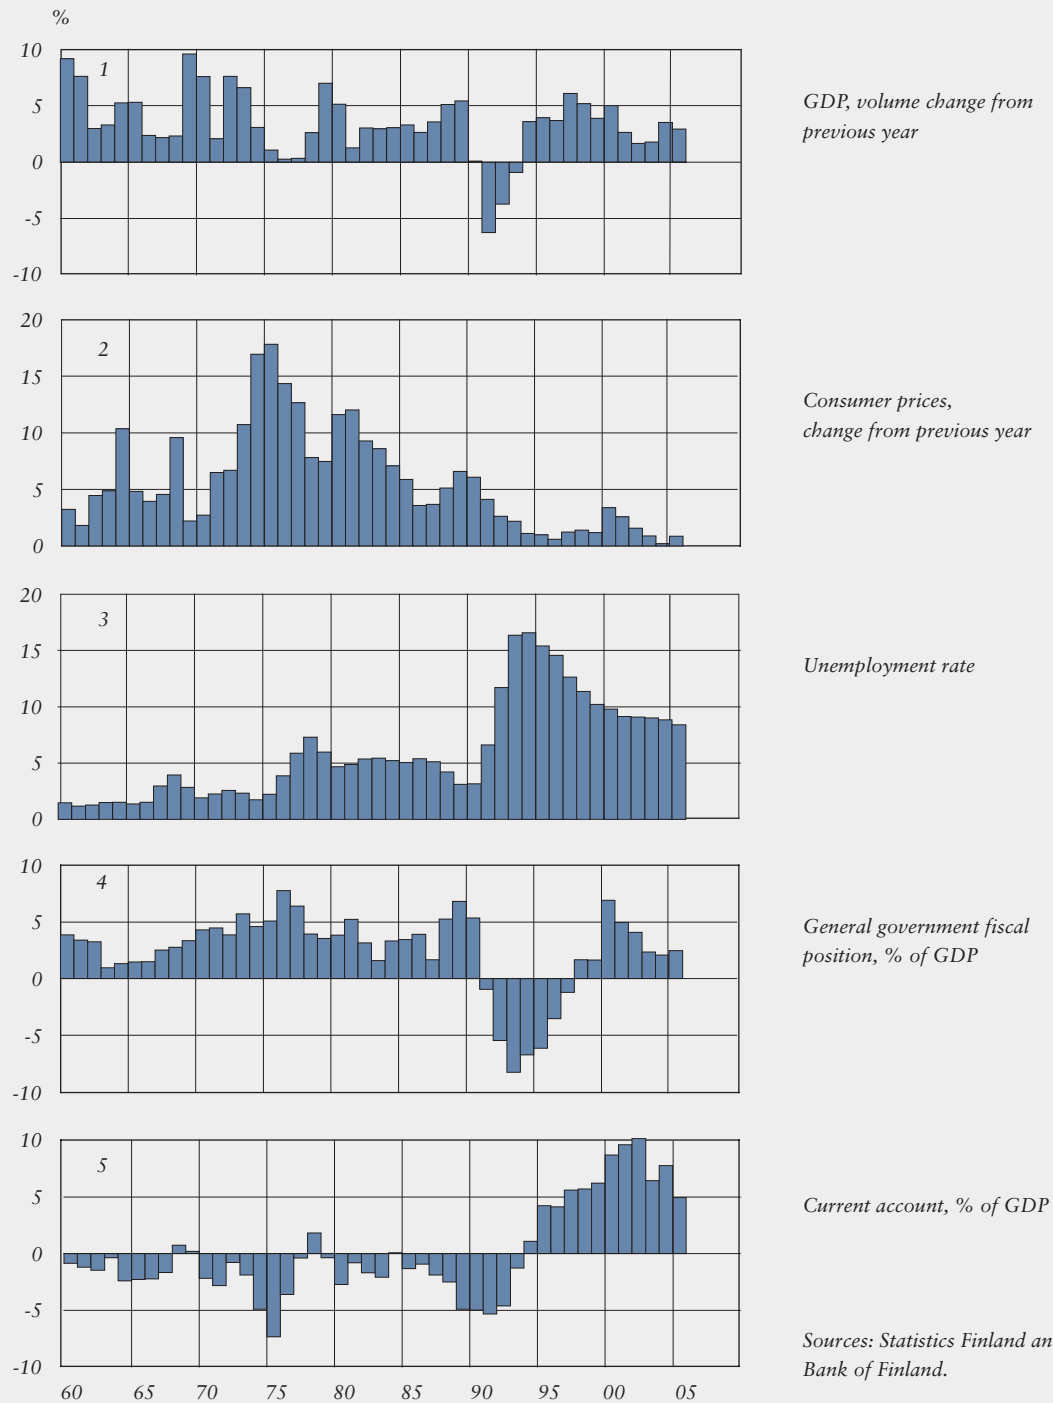 %
10
5
0
-5
-10
1
GDP, volume change from
previous year
20
15
10
5
0
2
Consumer prices,
change from previous year
20
15
10
5
0
3
Unemployment rate
10
5
0
-5
-10
4
General government fiscal
position, % of GDP
10
5
0
-5
-10
5
Current account, % of GDP
Sources: Statistics Finland an
Bank of Finland.
60 65 70 75 80 85 90 95 00 05